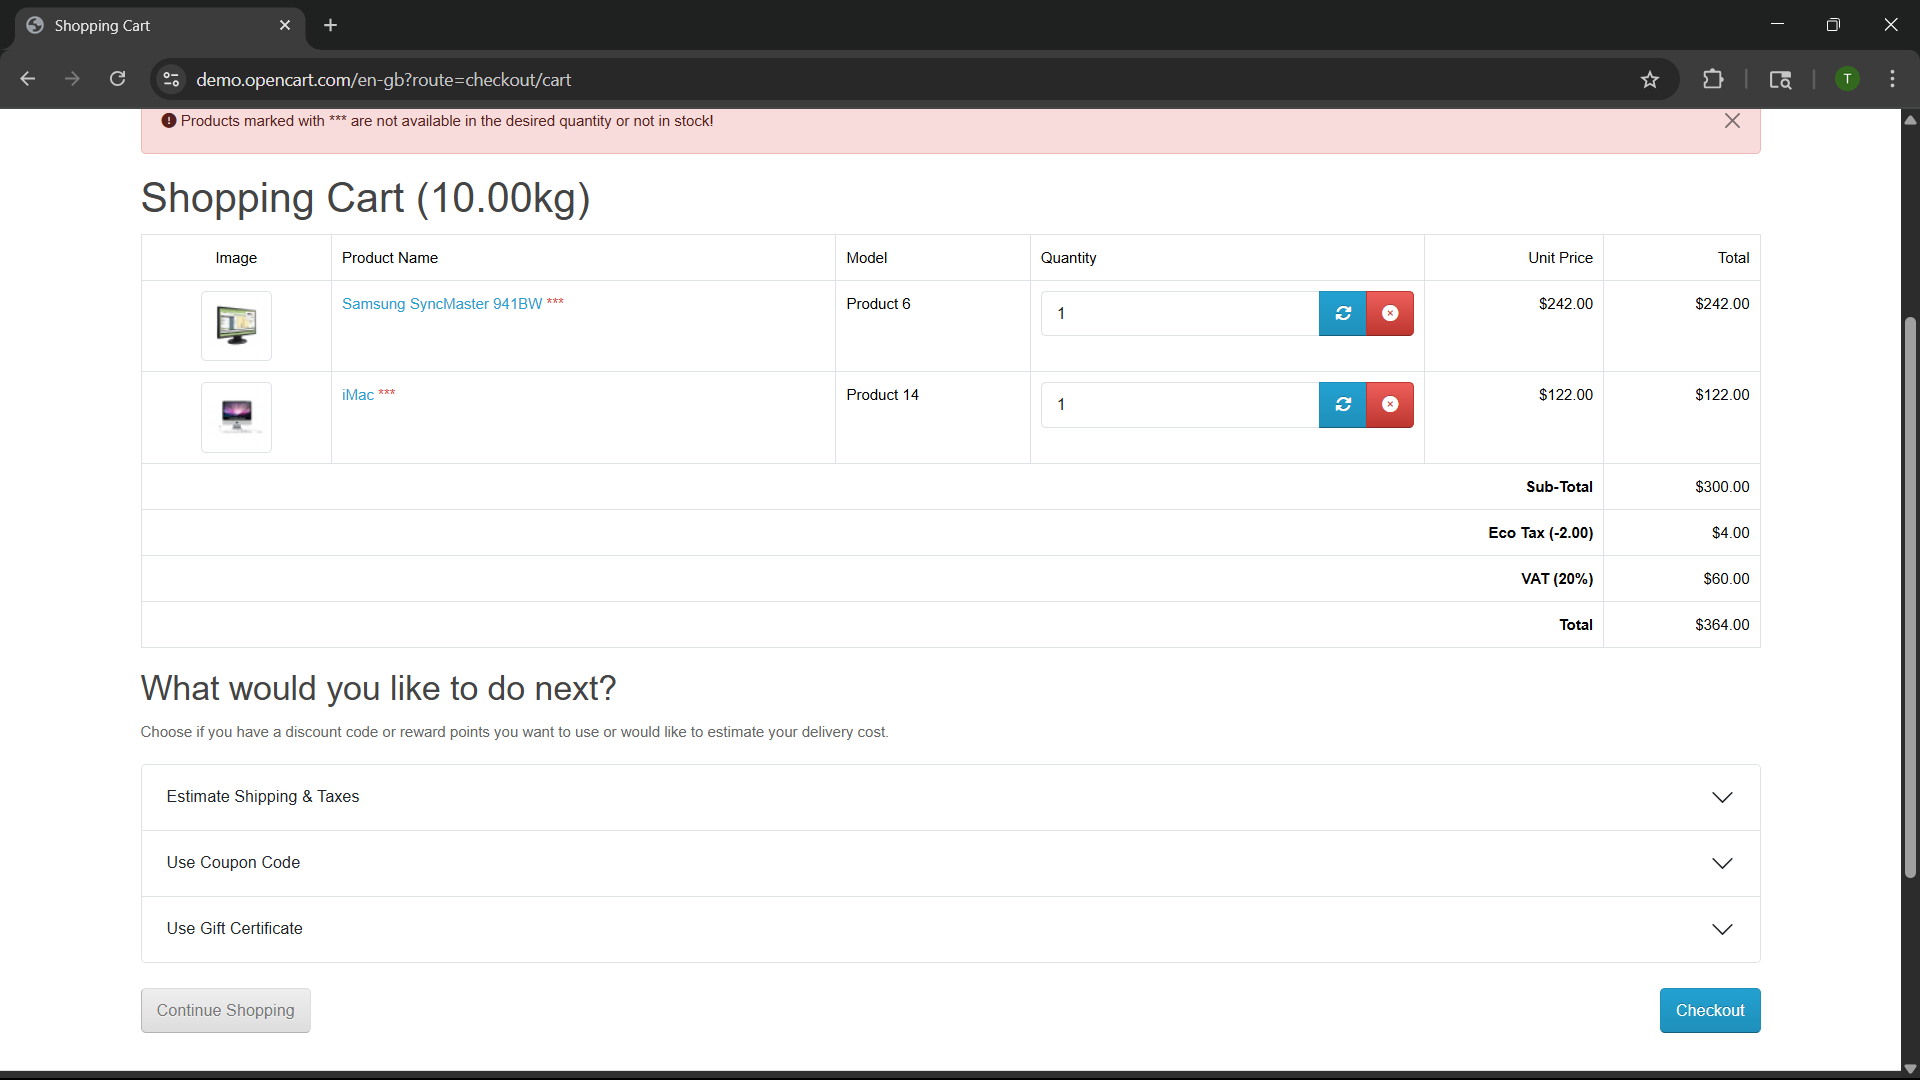 Shopping Cart
demo.opencart.com/en-gb?route=checkout/cart
T
Products marked with *** are not available in the desired quantity or not in stock!
Shopping Cart (10.00kg)
Image Product Name Model Quantity Unit Price Total
Samsung SyncMaster 941BW *** Product 6 1 $242.00 $242.00
iMac *** Product 14 1 $122.00 $122.00
Sub-Total $300.00
Eco Tax (-2.00) $4.00
VAT (20%) $60.00
Total $364.00
What would you like to do next?
Choose if you have a discount code or reward points you want to use or would like to estimate your delivery cost.
Estimate Shipping & Taxes
Use Coupon Code
Use Gift Certificate
Continue Shopping Checkout